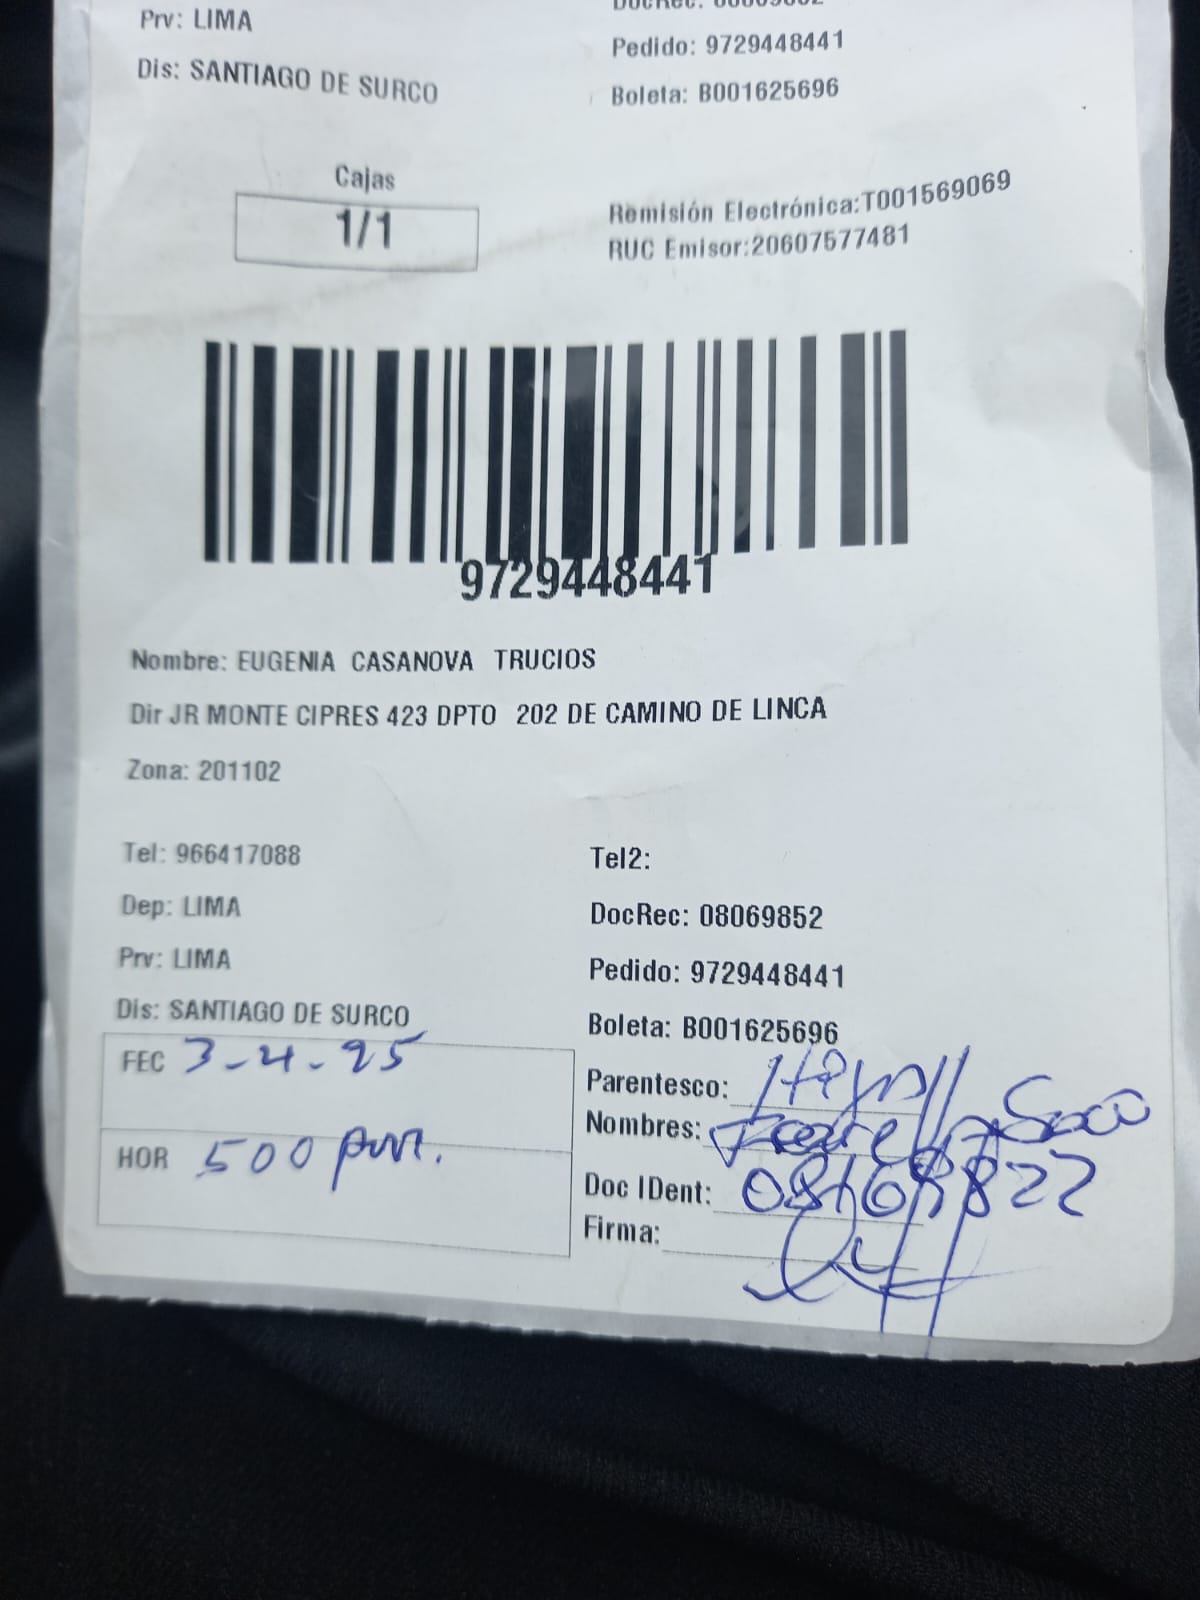 Prv: LIMA
Pedido: 9729448441
Dis: SANTIAGO DE SURCO
Boleta: B001625696
Cajas
1/1
Remisión Electrónica:T001569069
RUC Emisor:20607577481
9729448441
Nombre: EUGENIA CASANOVA TRUCIOS
Dir JR MONTE CIPRES 423 DPTO 202 DE CAMINO DE LINCA
Zona: 201102
Tel: 966417088
Tel2:
Dep: LIMA
DocRec: 08069852
Prv: LIMA
Pedido: 9729448441
Dis: SANTIAGO DE SURCO
Boleta: B001625696
FEC 3-4-25
Parentesco:
Nombres:
HOR 500 pm.
Doc IDent:
Firma: